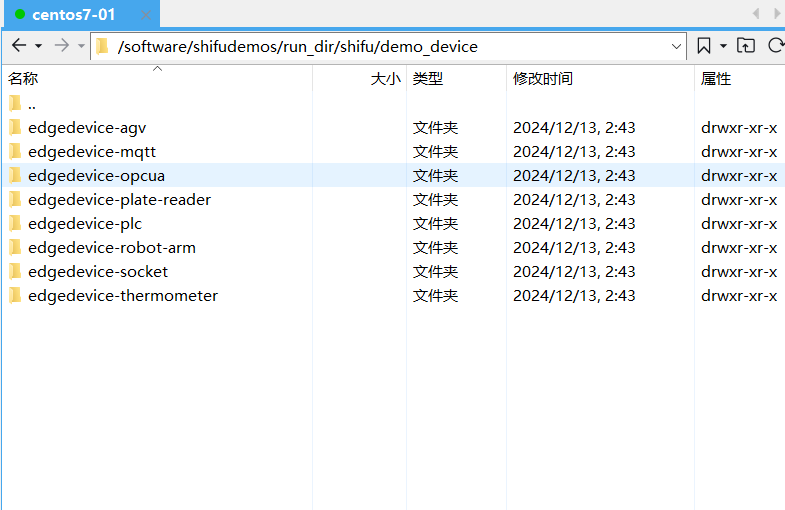 centos7-01
/software/shifudemos/run_dir/shifu/demo_device
名称 大小 类型 修改时间 属性
..
edgedevice-agv 文件夹 2024/12/13, 2:43 drwxr-xr-x
edgedevice-mqtt 文件夹 2024/12/13, 2:43 drwxr-xr-x
edgedevice-opcua 文件夹 2024/12/13, 2:43 drwxr-xr-x
edgedevice-plate-reader 文件夹 2024/12/13, 2:43 drwxr-xr-x
edgedevice-plc 文件夹 2024/12/13, 2:43 drwxr-xr-x
edgedevice-robot-arm 文件夹 2024/12/13, 2:43 drwxr-xr-x
edgedevice-socket 文件夹 2024/12/13, 2:43 drwxr-xr-x
edgedevice-thermometer 文件夹 2024/12/13, 2:43 drwxr-xr-x